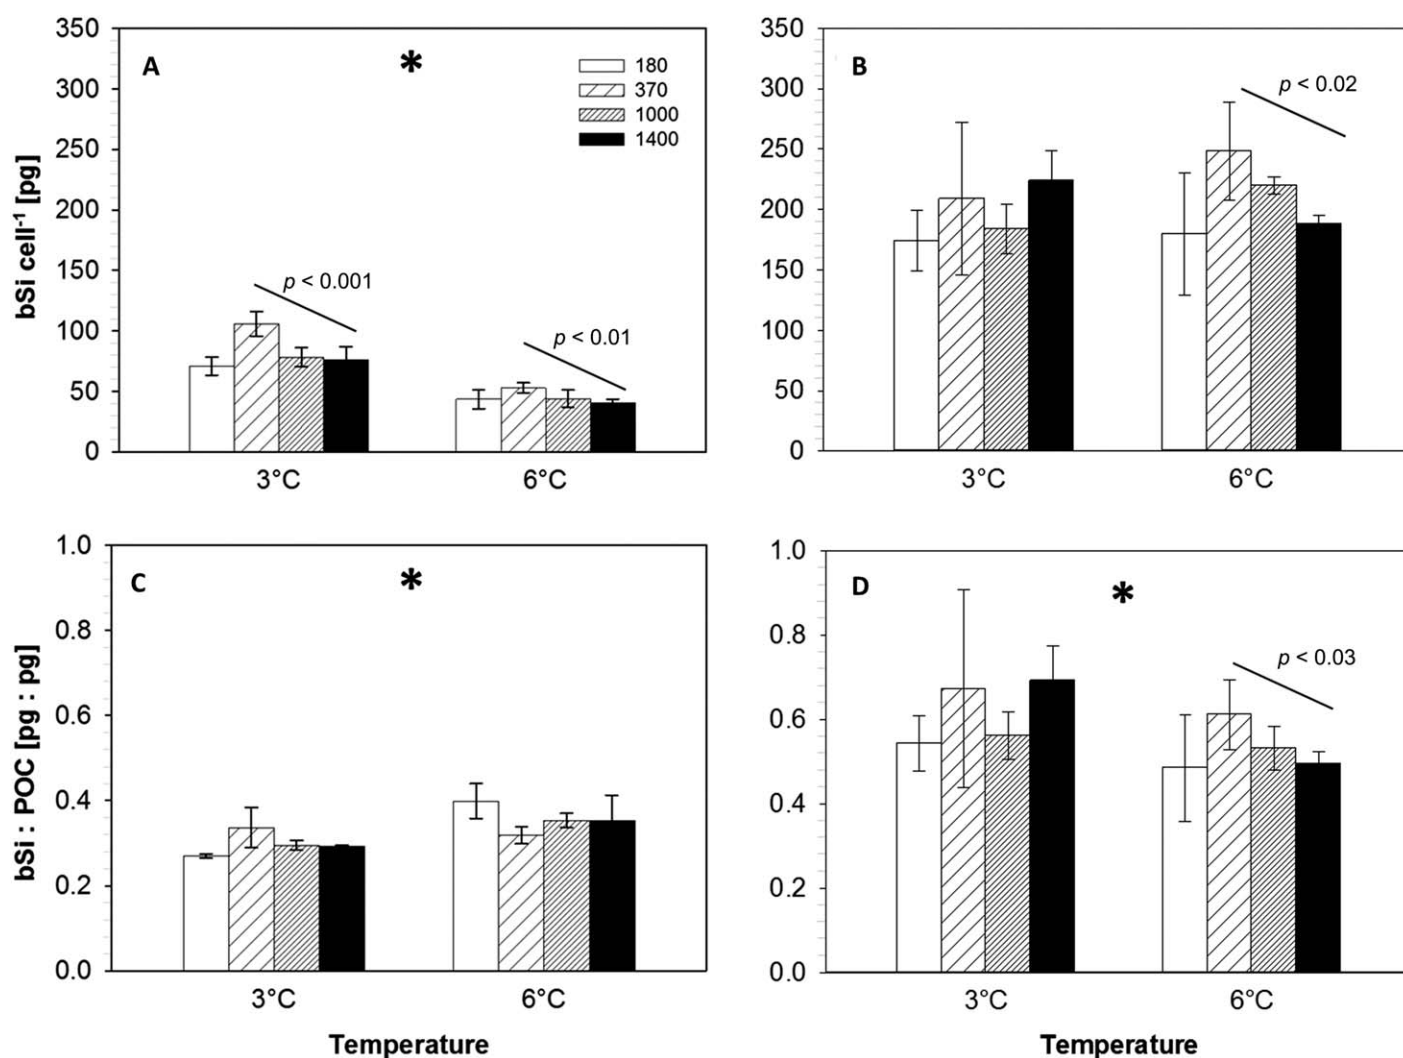 bSi cell⁻¹ [pg]
350
300
250
200
150
100
50
0
A
*
180
370
1000
1400
p < 0.001
p < 0.01
3°C
6°C
350
300
250
200
150
100
50
0
B
p < 0.02
3°C
6°C
bSi : POC [pg : pg]
1.0
0.8
0.6
0.4
0.2
0.0
C
*
3°C
6°C
Temperature
1.0
0.8
0.6
0.4
0.2
0.0
D
*
p < 0.03
3°C
6°C
Temperature